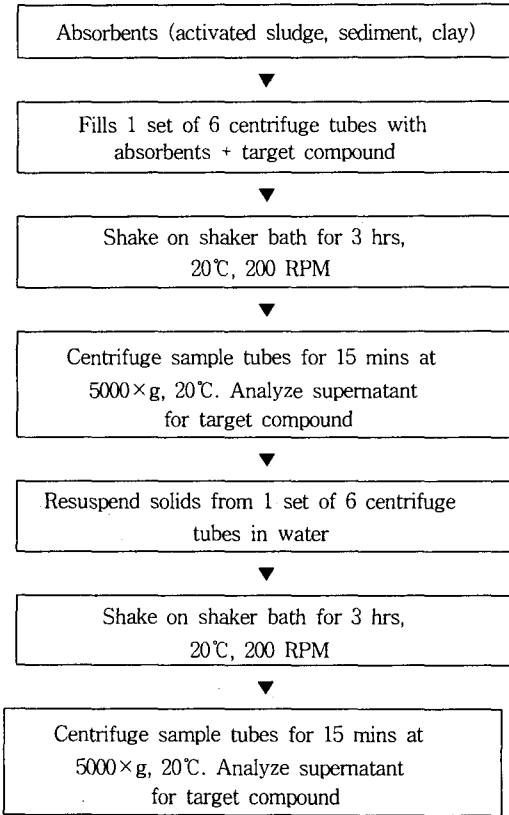 Absorbents (activated sludge, sediment, clay)
▼
Fills 1 set of 6 centrifuge tubes with
absorbents + target compound
▼
Shake on shaker bath for 3 hrs,
20℃, 200 RPM
▼
Centrifuge sample tubes for 15 mins at
5000×g, 20℃. Analyze supernatant
for target compound
▼
Resuspend solids from 1 set of 6 centrifuge
tubes in water
▼
Shake on shaker bath for 3 hrs,
20℃, 200 RPM
▼
Centrifuge sample tubes for 15 mins at
5000×g, 20℃. Analyze supernatant
for target compound